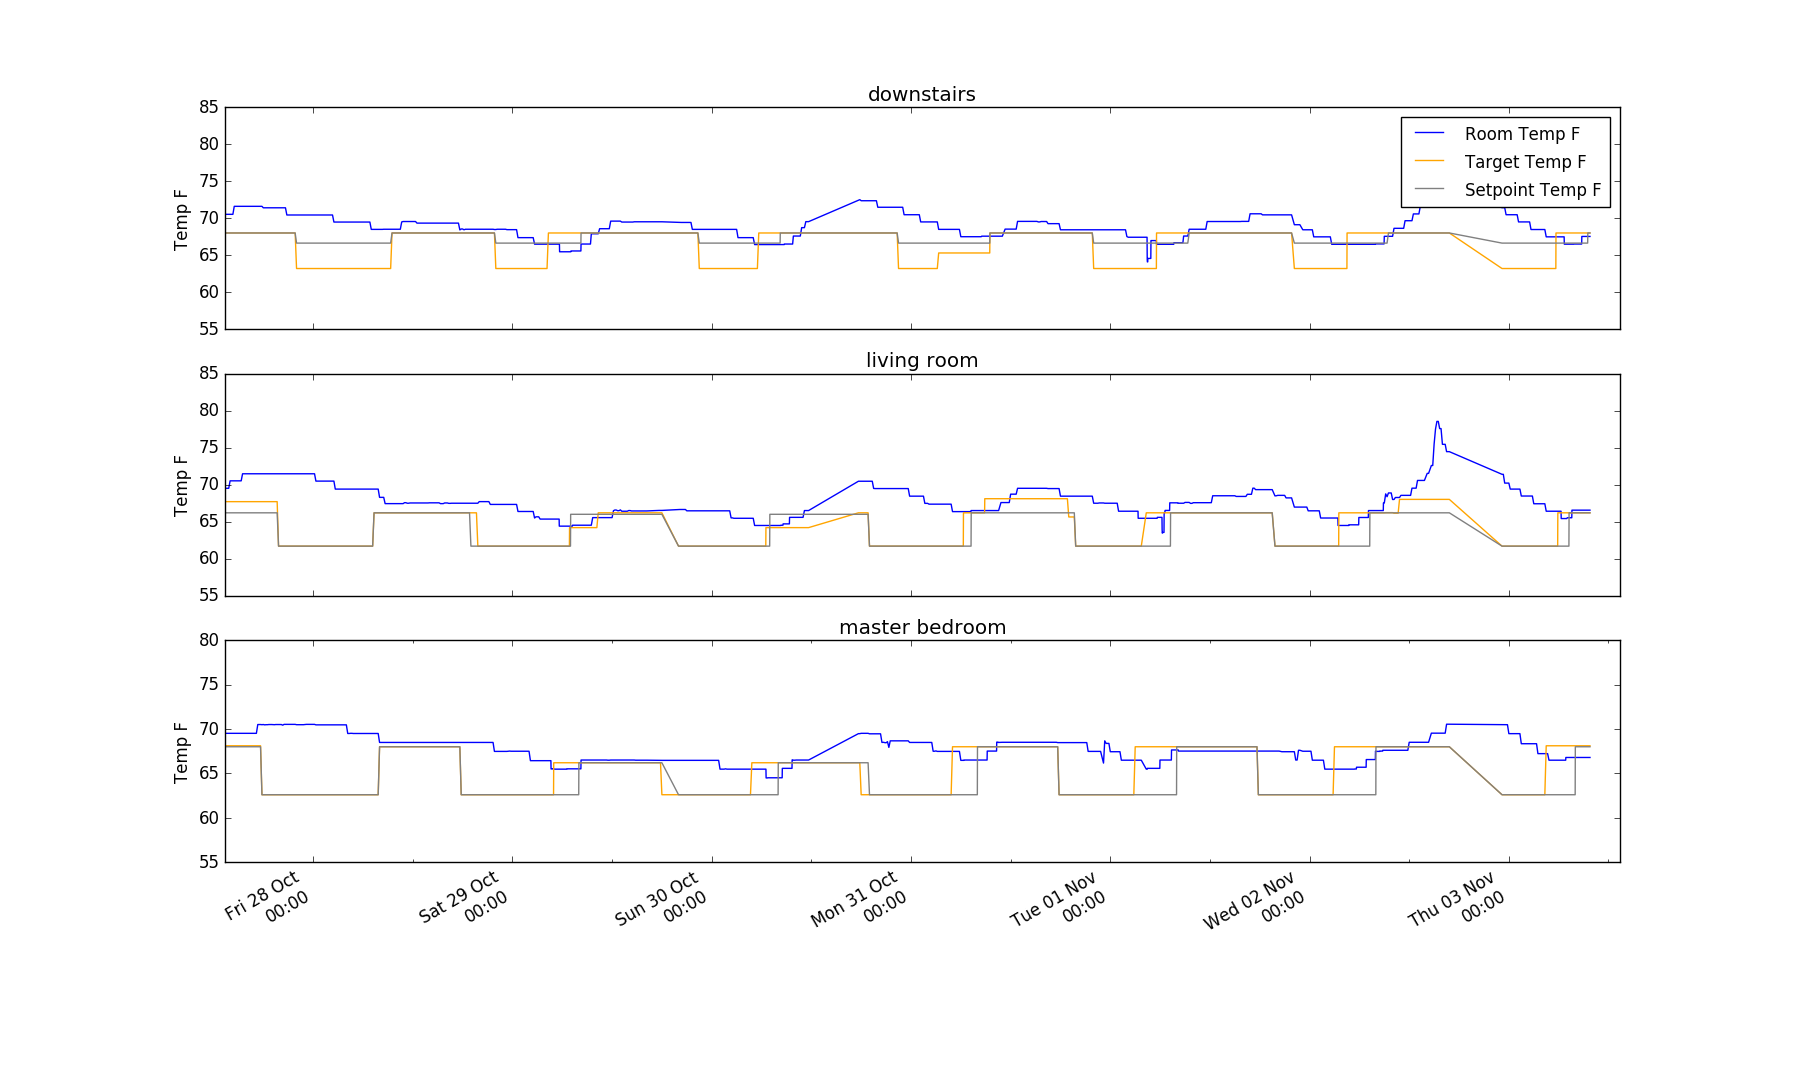 downstairs
85
80
75
70
65
60
55
Temp F
Room Temp F
Target Temp F
Setpoint Temp F
living room
85
80
75
70
65
60
55
Temp F
master bedroom
80
75
70
65
60
55
Temp F
Fri 28 Oct
00:00
Sat 29 Oct
00:00
Sun 30 Oct
00:00
Mon 31 Oct
00:00
Tue 01 Nov
00:00
Wed 02 Nov
00:00
Thu 03 Nov
00:00